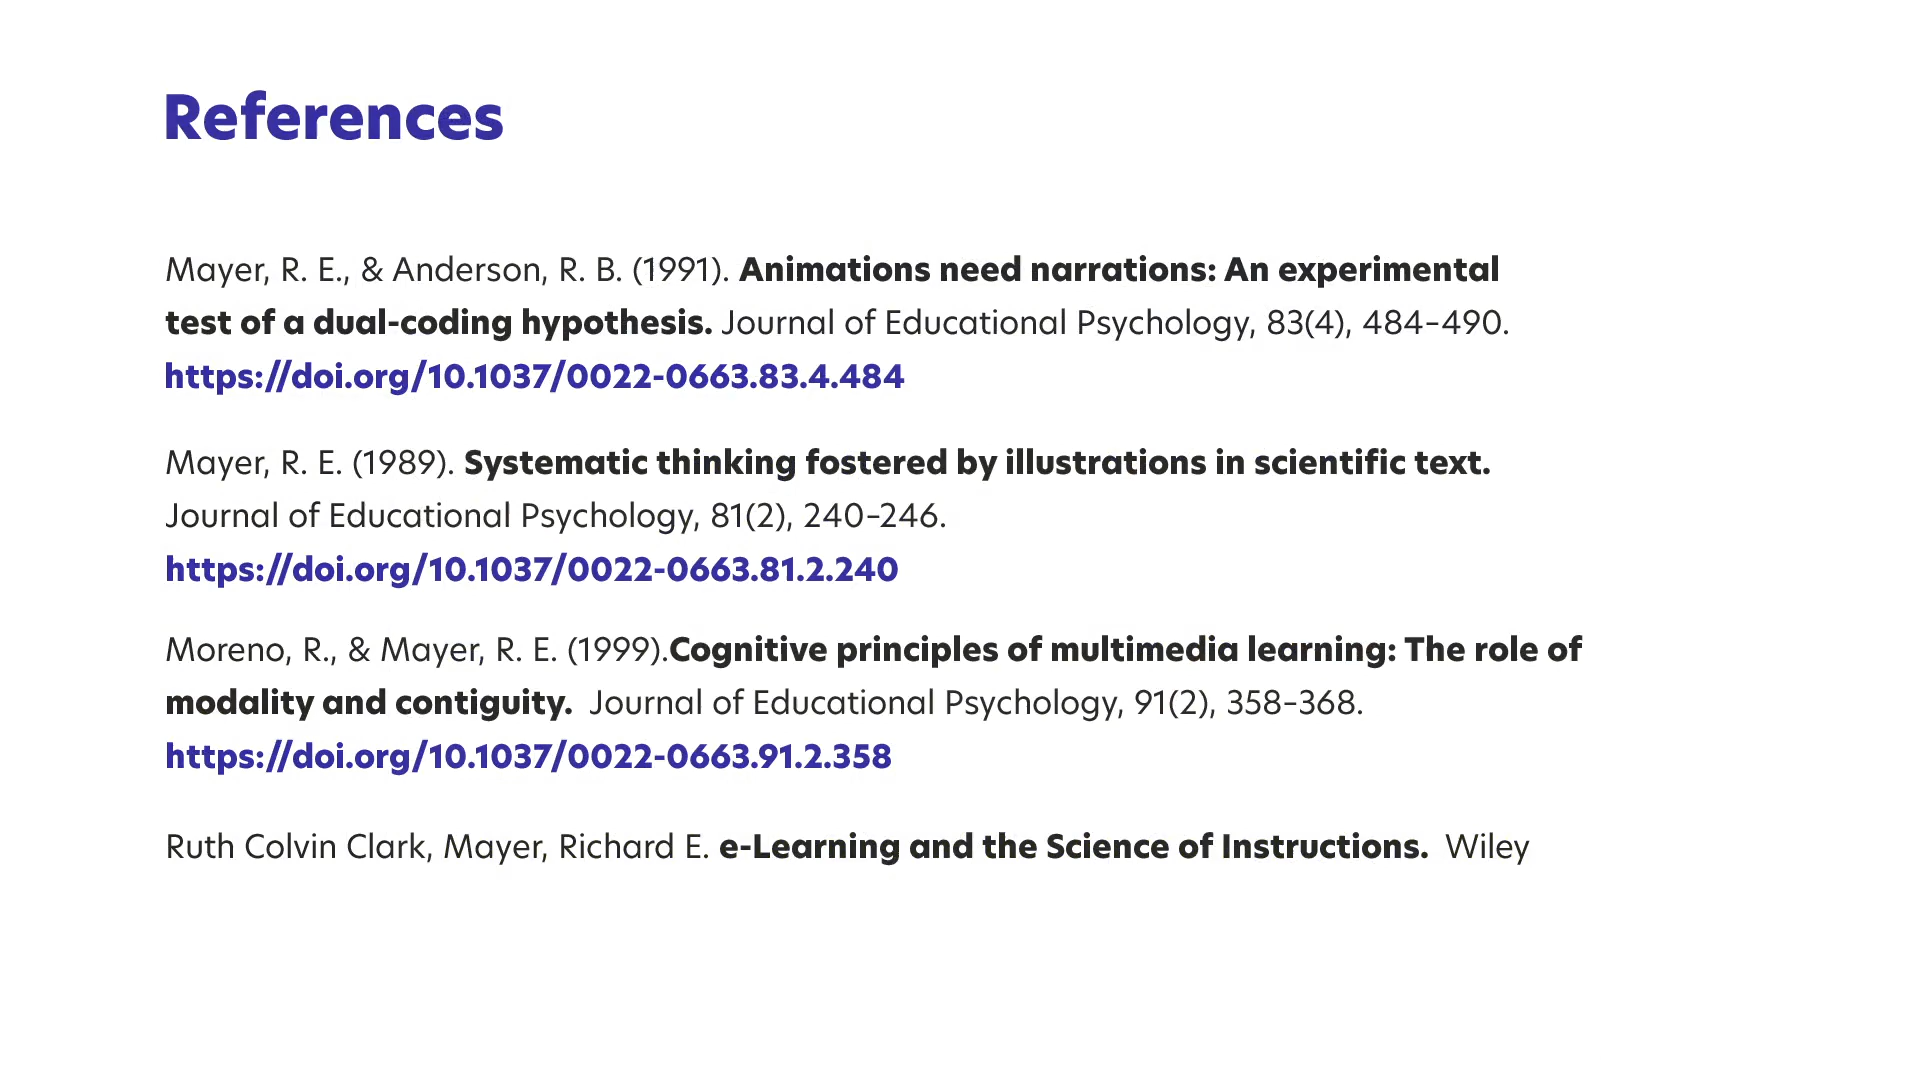 References
Mayer, R. E., & Anderson, R. B. (1991). Animations need narrations: An experimental
test of a dual-coding hypothesis. Journal of Educational Psychology, 83(4), 484–490.
https://doi.org/10.1037/0022-0663.83.4.484
Mayer, R. E. (1989). Systematic thinking fostered by illustrations in scientific text.
Journal of Educational Psychology, 81(2), 240–246.
https://doi.org/10.1037/0022-0663.81.2.240
Moreno, R., & Mayer, R. E. (1999).Cognitive principles of multimedia learning: The role of
modality and contiguity. Journal of Educational Psychology, 91(2), 358–368.
https://doi.org/10.1037/0022-0663.91.2.358
Ruth Colvin Clark, Mayer, Richard E. e-Learning and the Science of Instructions. Wiley